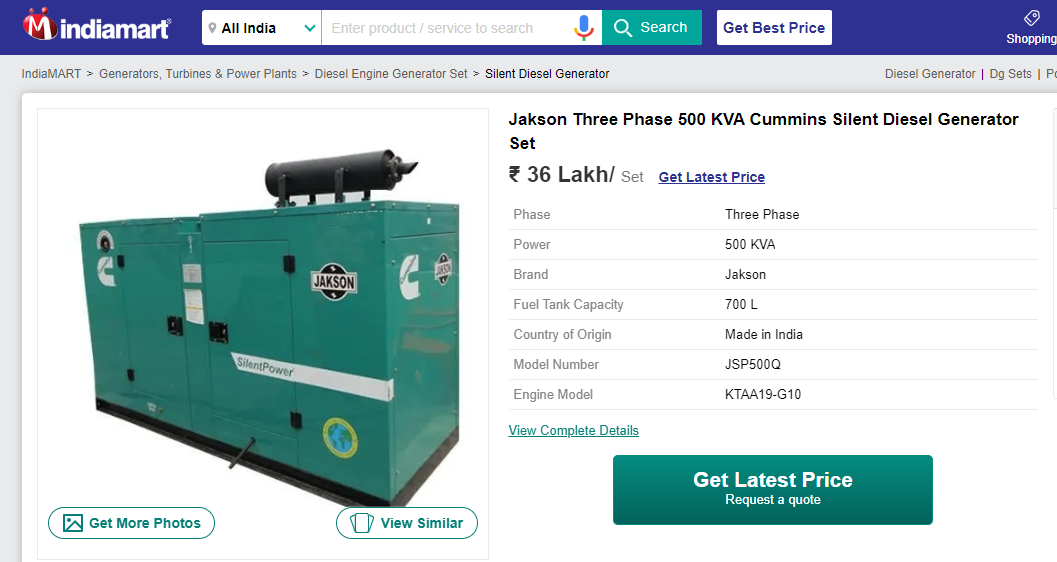 indiamart
All India
Enter product / service to search
Search
Get Best Price
Shopping
IndiaMART > Generators, Turbines & Power Plants > Diesel Engine Generator Set > Silent Diesel Generator
Diesel Generator | Dg Sets |
Jakson Three Phase 500 KVA Cummins Silent Diesel Generator
Set
₹ 36 Lakh/ Set Get Latest Price
Phase Three Phase
Power 500 KVA
Brand Jakson
Fuel Tank Capacity 700 L
Country of Origin Made in India
Model Number JSP500Q
Engine Model KTAA19-G10
View Complete Details
Get Latest Price
Request a quote
JAKSON
JAKSON
SilentPower
Get More Photos
View Similar